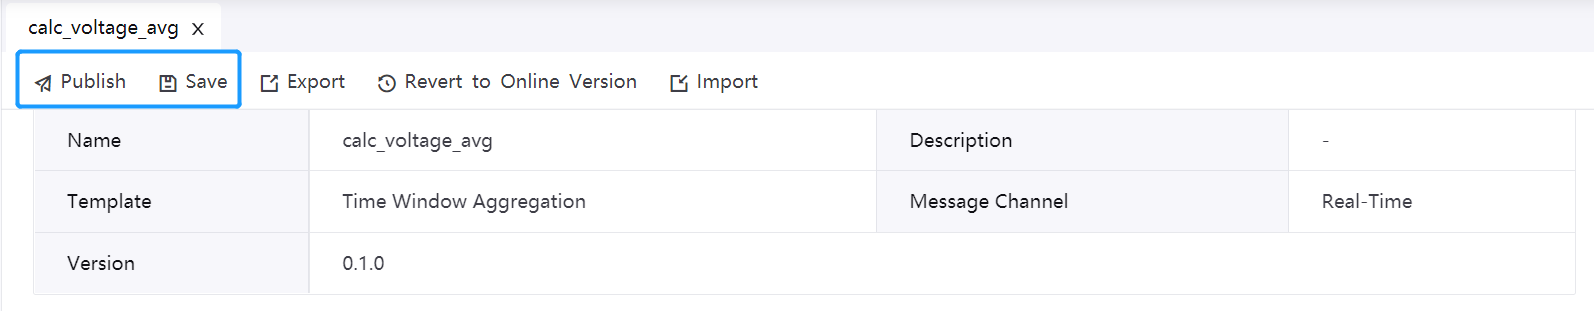 calc_voltage_avg X
Publish Save Export Revert to Online Version Import
Name calc_voltage_avg Description -
Template Time Window Aggregation Message Channel Real-Time
Version 0.1.0